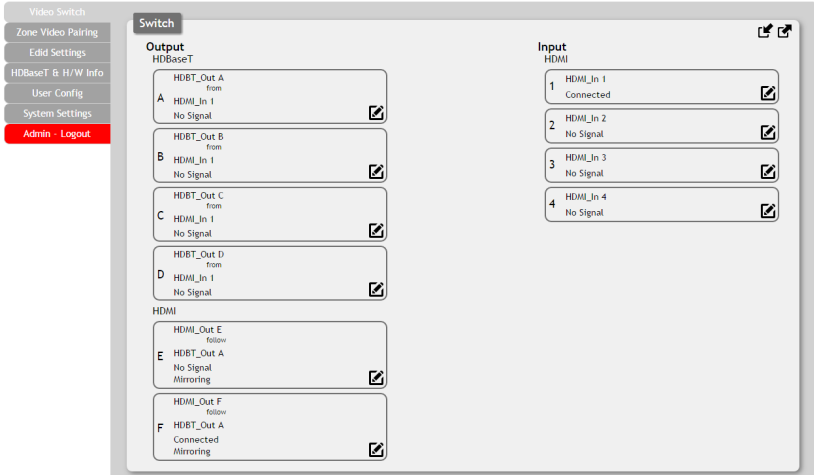 Video Switch
Zone Video Pairing
Edid Settings
HDBaseT & H/W Info
User Config
System Settings
Admin - Logout
Switch
Output
HDBaseT
HDBT_Out A
from
A
HDMI_In 1
No Signal
HDBT_Out B
from
B
HDMI_In 1
No Signal
HDBT_Out C
from
C
HDMI_In 1
No Signal
HDBT_Out D
from
D
HDMI_In 1
No Signal
HDMI
HDMI_Out E
follow
E
HDBT_Out A
No Signal
Mirroring
HDMI_Out F
follow
F
HDBT_Out A
Connected
Mirroring
Input
HDMI
1
HDMI_In 1
Connected
2
HDMI_In 2
No Signal
3
HDMI_In 3
No Signal
4
HDMI_In 4
No Signal